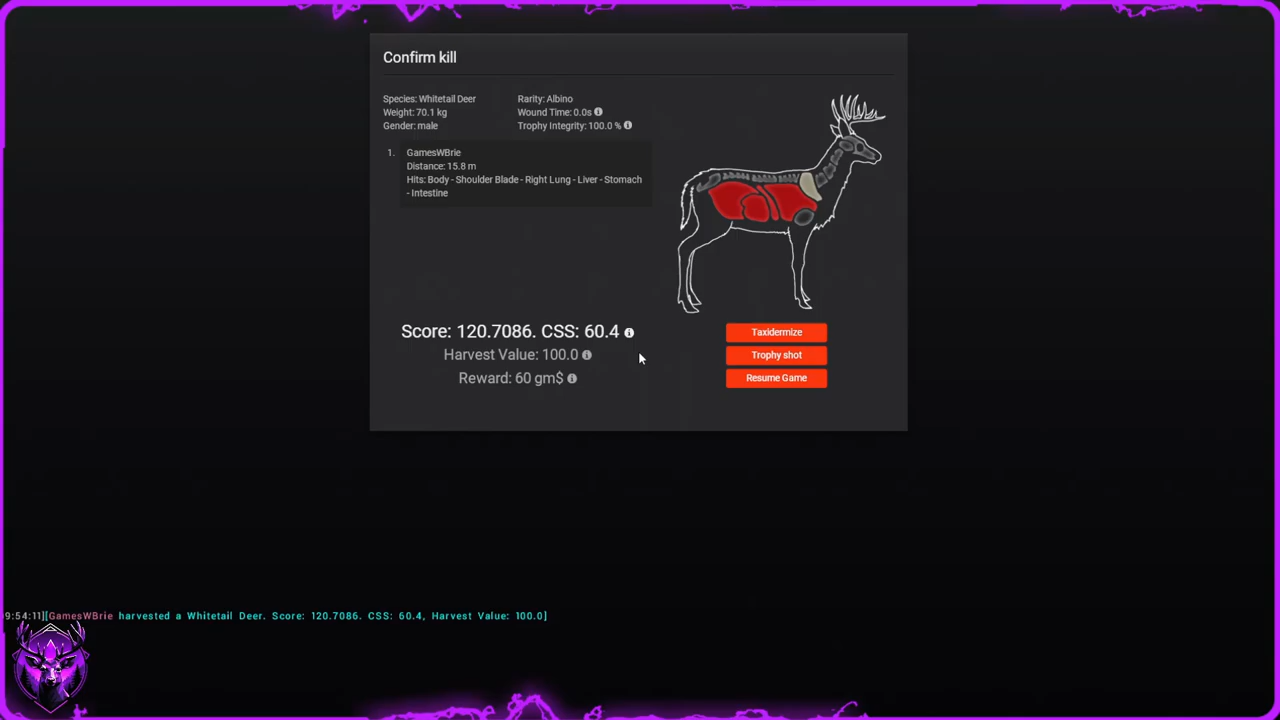 Confirm kill
Species: Whitetail Deer
Weight: 70.1 kg
Gender: male
Rarity: Albino
Wound Time: 0.0s
Trophy Integrity: 100.0 %
1.
GamesWBrie
Distance: 15.8 m
Hits: Body - Shoulder Blade - Right Lung - Liver - Stomach
- Intestine
Score: 120.7086. CSS: 60.4
Harvest Value: 100.0
Reward: 60 gm$
Taxidermize
Trophy shot
Resume Game
9:54:11][GamesWBrie harvested a Whitetail Deer. Score: 120.7086. CSS: 60.4, Harvest Value: 100.0]